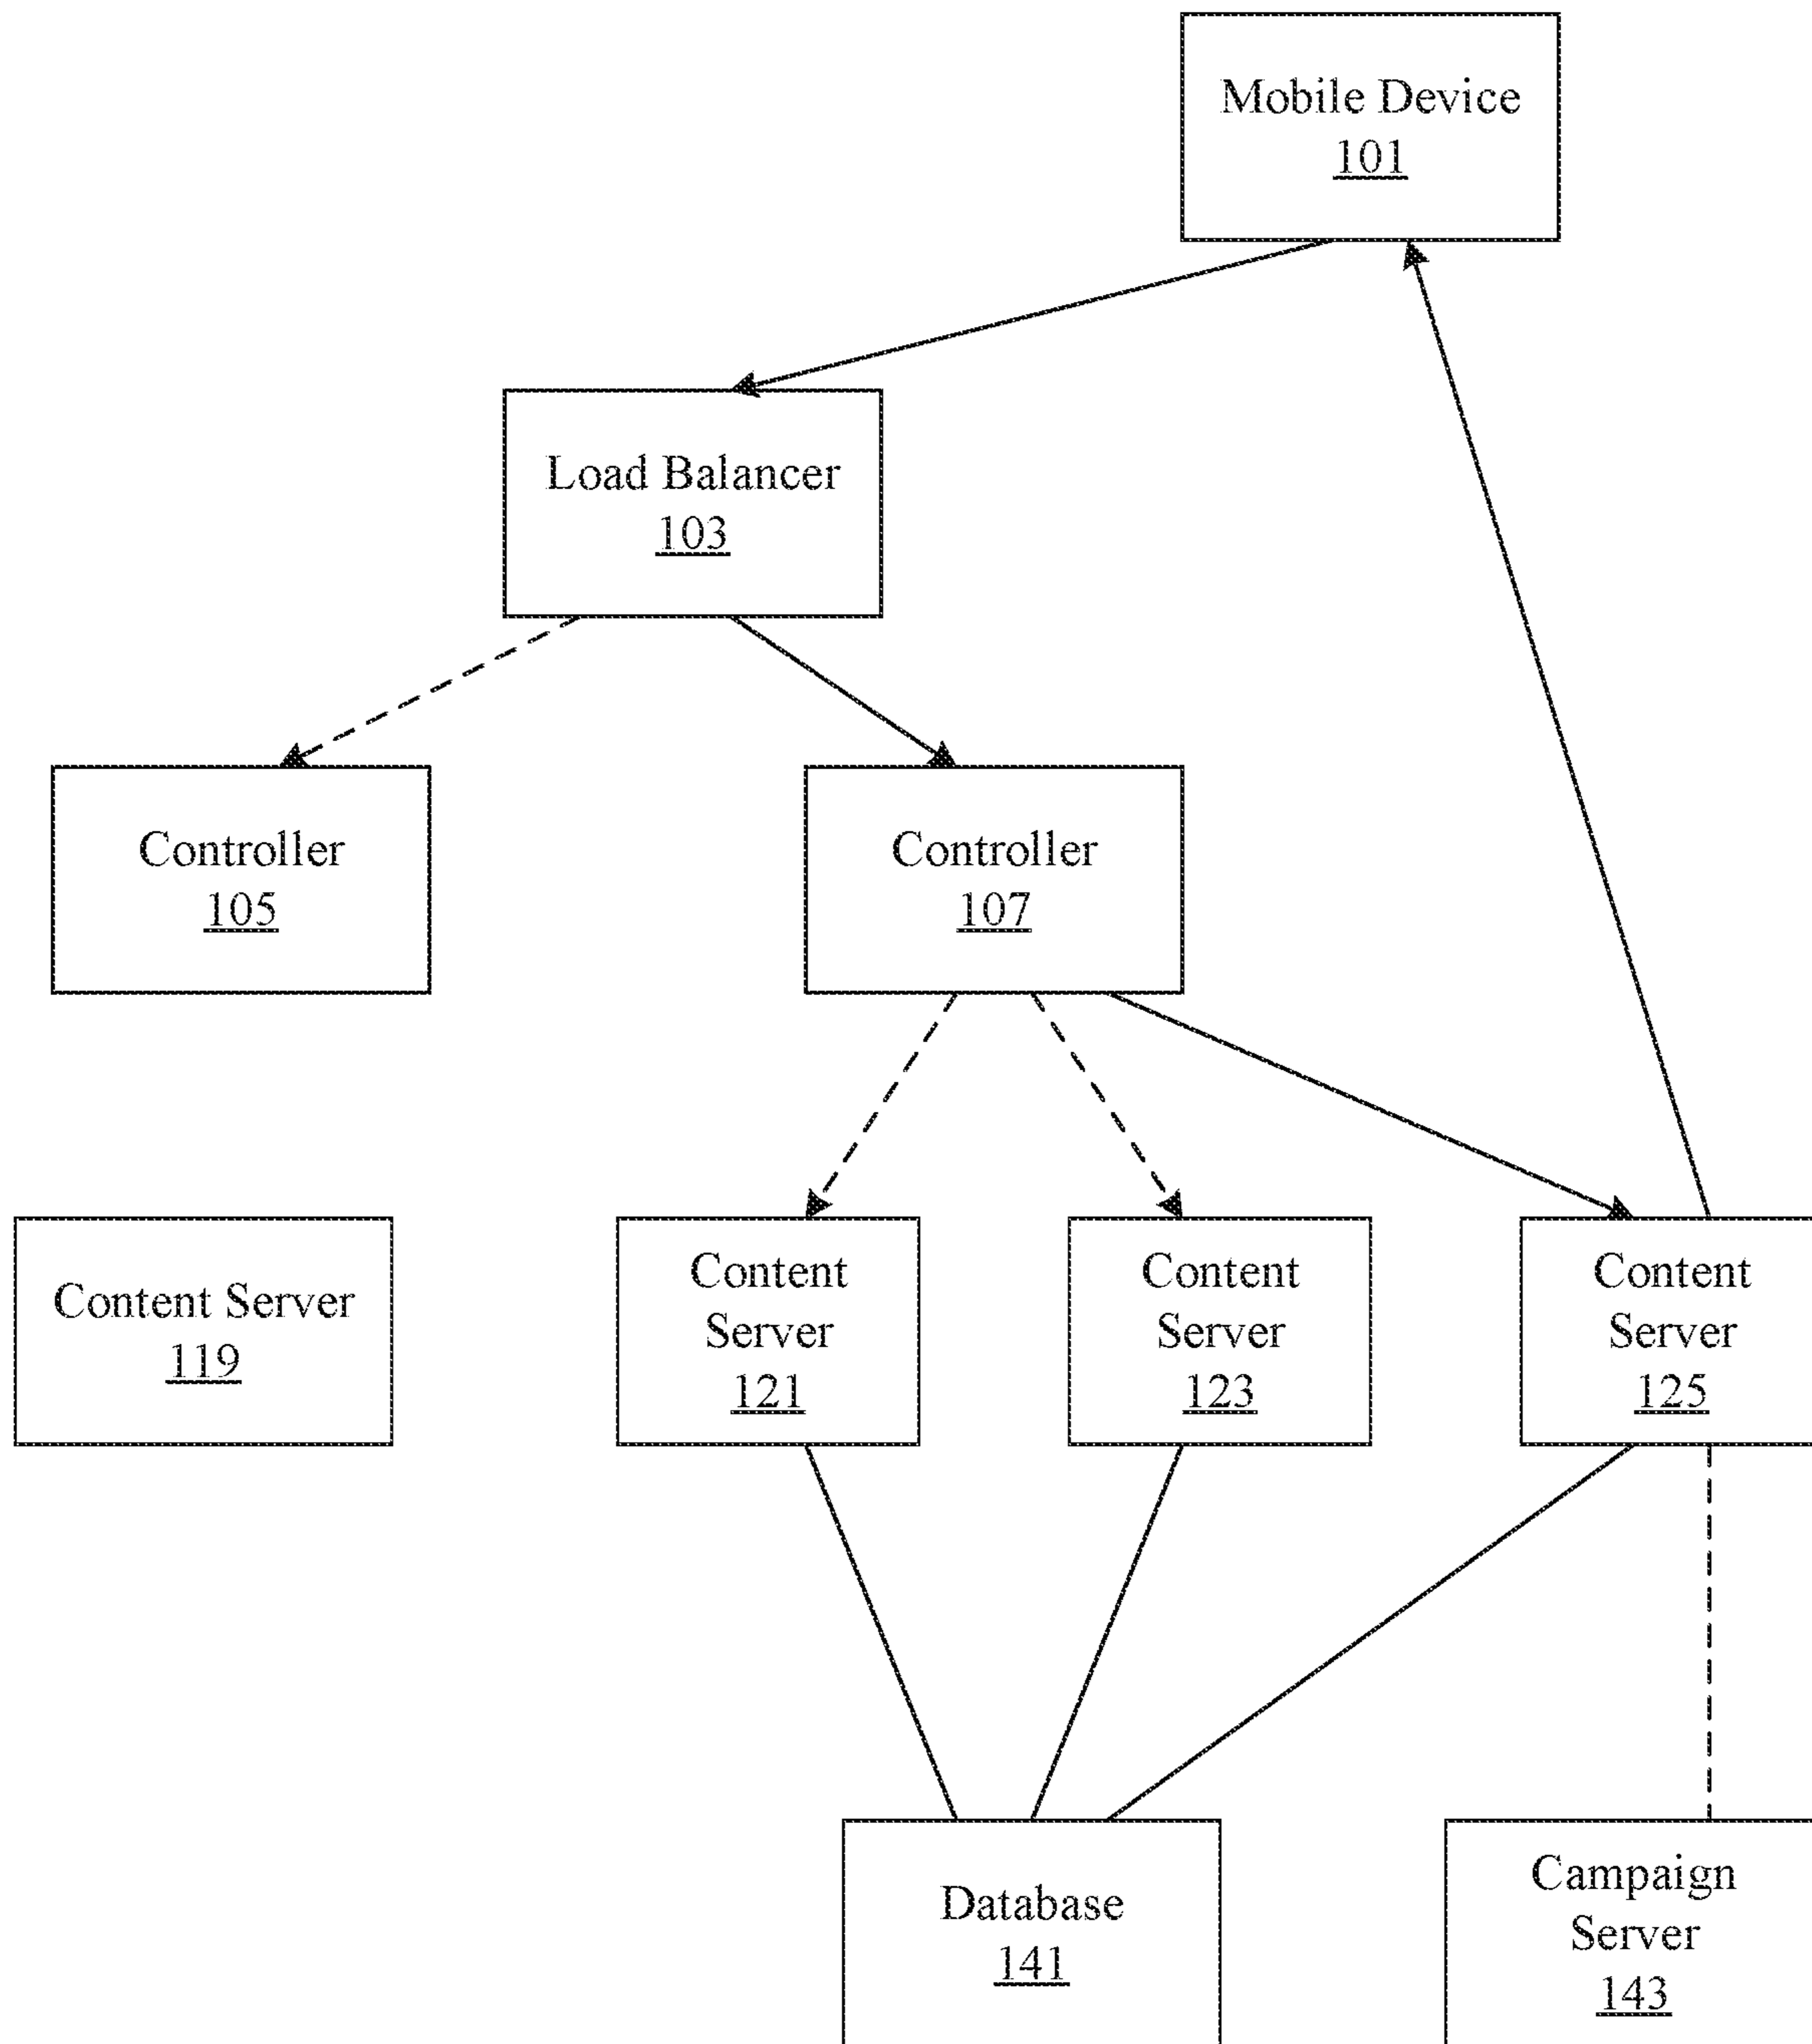 Mobile Device
101
Load Balancer
103
Controller
105
Controller
107
Content Server
119
Content
Server
121
Content
Server
123
Content
Server
125
Database
141
Campaign
Server
143